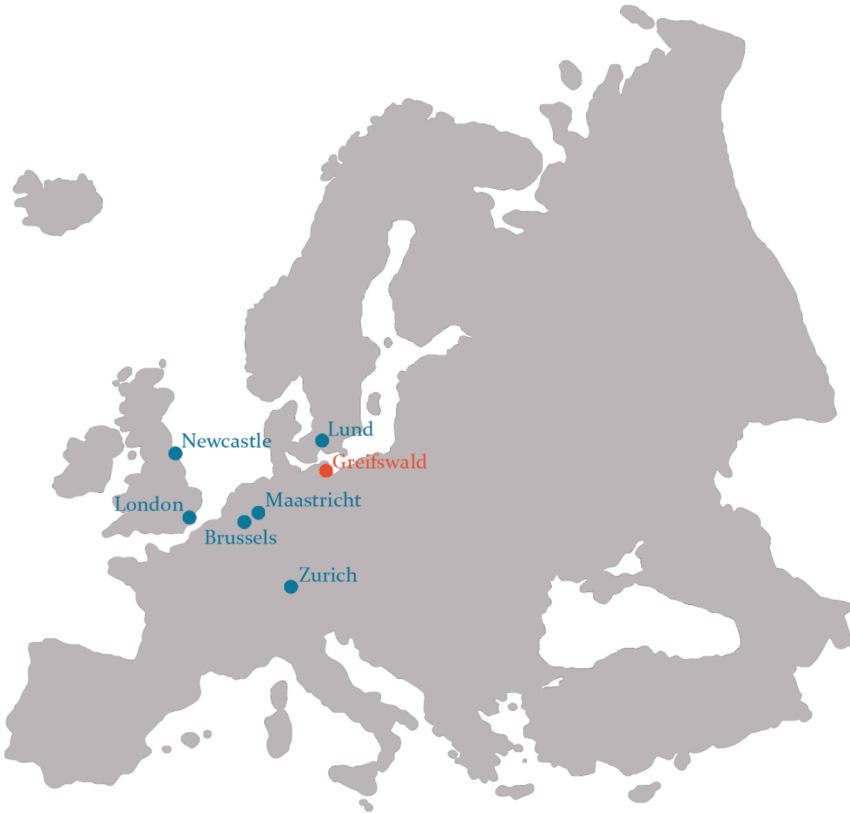 Lund
Newcastle
Greifswald
Maastricht
London
Brussels
Zurich